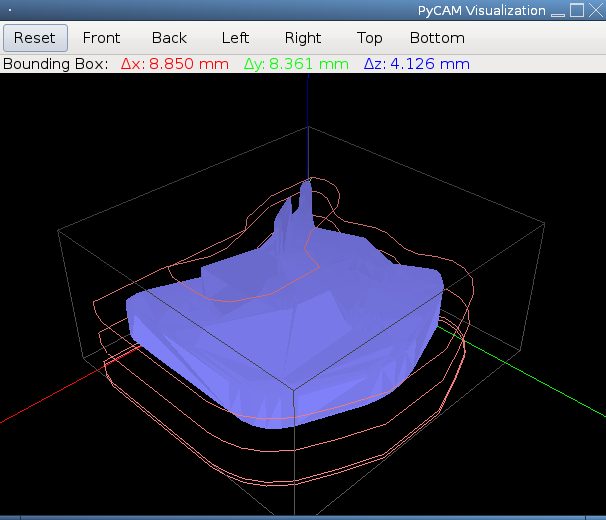 PyCAM Visualization
Reset Front Back Left Right Top Bottom
Bounding Box: Δx: 8.850 mm Δy: 8.361 mm Δz: 4.126 mm